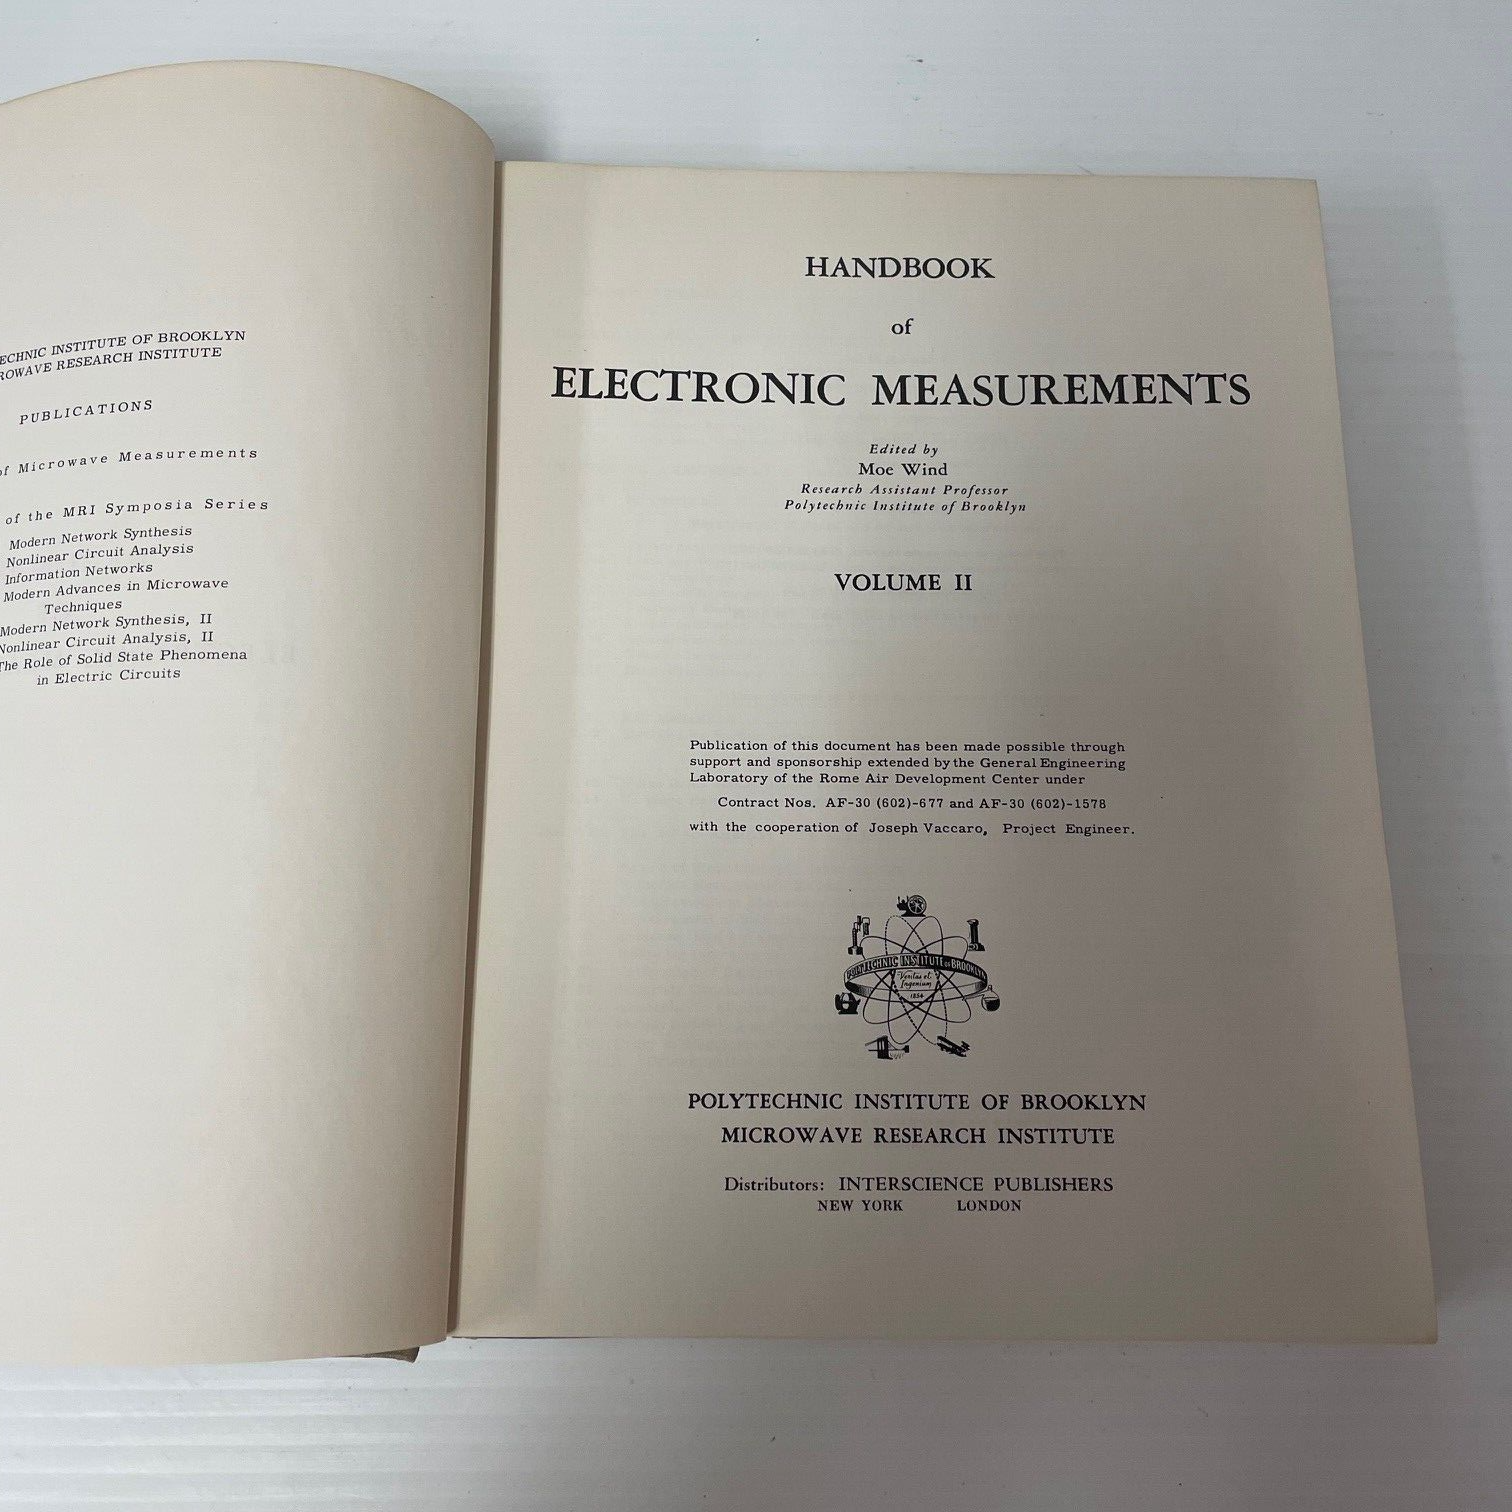 INSTITUTE OF BROOKLYN
RESEARCH INSTITUTE
PUBLICATIONS
of Microwave Measurements
of the MRI Symposia Series
Modern Network Synthesis
Nonlinear Circuit Analysis
Information Networks
Modern Advances in Microwave
Techniques
Modern Network Synthesis, II
Nonlinear Circuit Analysis, II
The Role of Solid State Phenomena
in Electric Circuits
HANDBOOK
of
ELECTRONIC MEASUREMENTS
Edited by
Moe Wind
Research Assistant Professor
Polytechnic Institute of Brooklyn
VOLUME II
Publication of this document has been made possible through
support and sponsorship extended by the General Engineering
Laboratory of the Rome Air Development Center under
Contract Nos. AF-30 (602)-677 and AF-30 (602)-1578
with the cooperation of Joseph Vaccaro, Project Engineer.
POLYTECHNIC INSTITUTE OF BROOKLYN
Veritas et
Ingenium
1854
POLYTECHNIC INSTITUTE OF BROOKLYN
MICROWAVE RESEARCH INSTITUTE
Distributors: INTERSCIENCE PUBLISHERS
NEW YORK LONDON